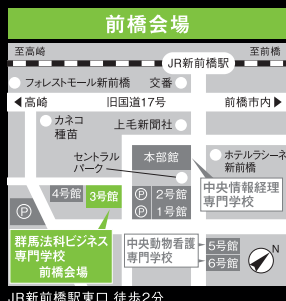 前橋会場
至高崎
至前橋
JR新前橋駅
フォレストモール新前橋
交番
◀高崎
旧国道17号
前橋市内▶
カネコ
種苗
上毛新聞社
セントラル
パーク
本部館
ホテルラシーネ
新前橋
中央情報経理
専門学校
4号館
3号館
P 2号館
P 1号館
P
群馬法科ビジネス
専門学校
前橋会場
中央動物看護
専門学校
5号館
6号館
N
JR新前橋駅東口 徒歩2分